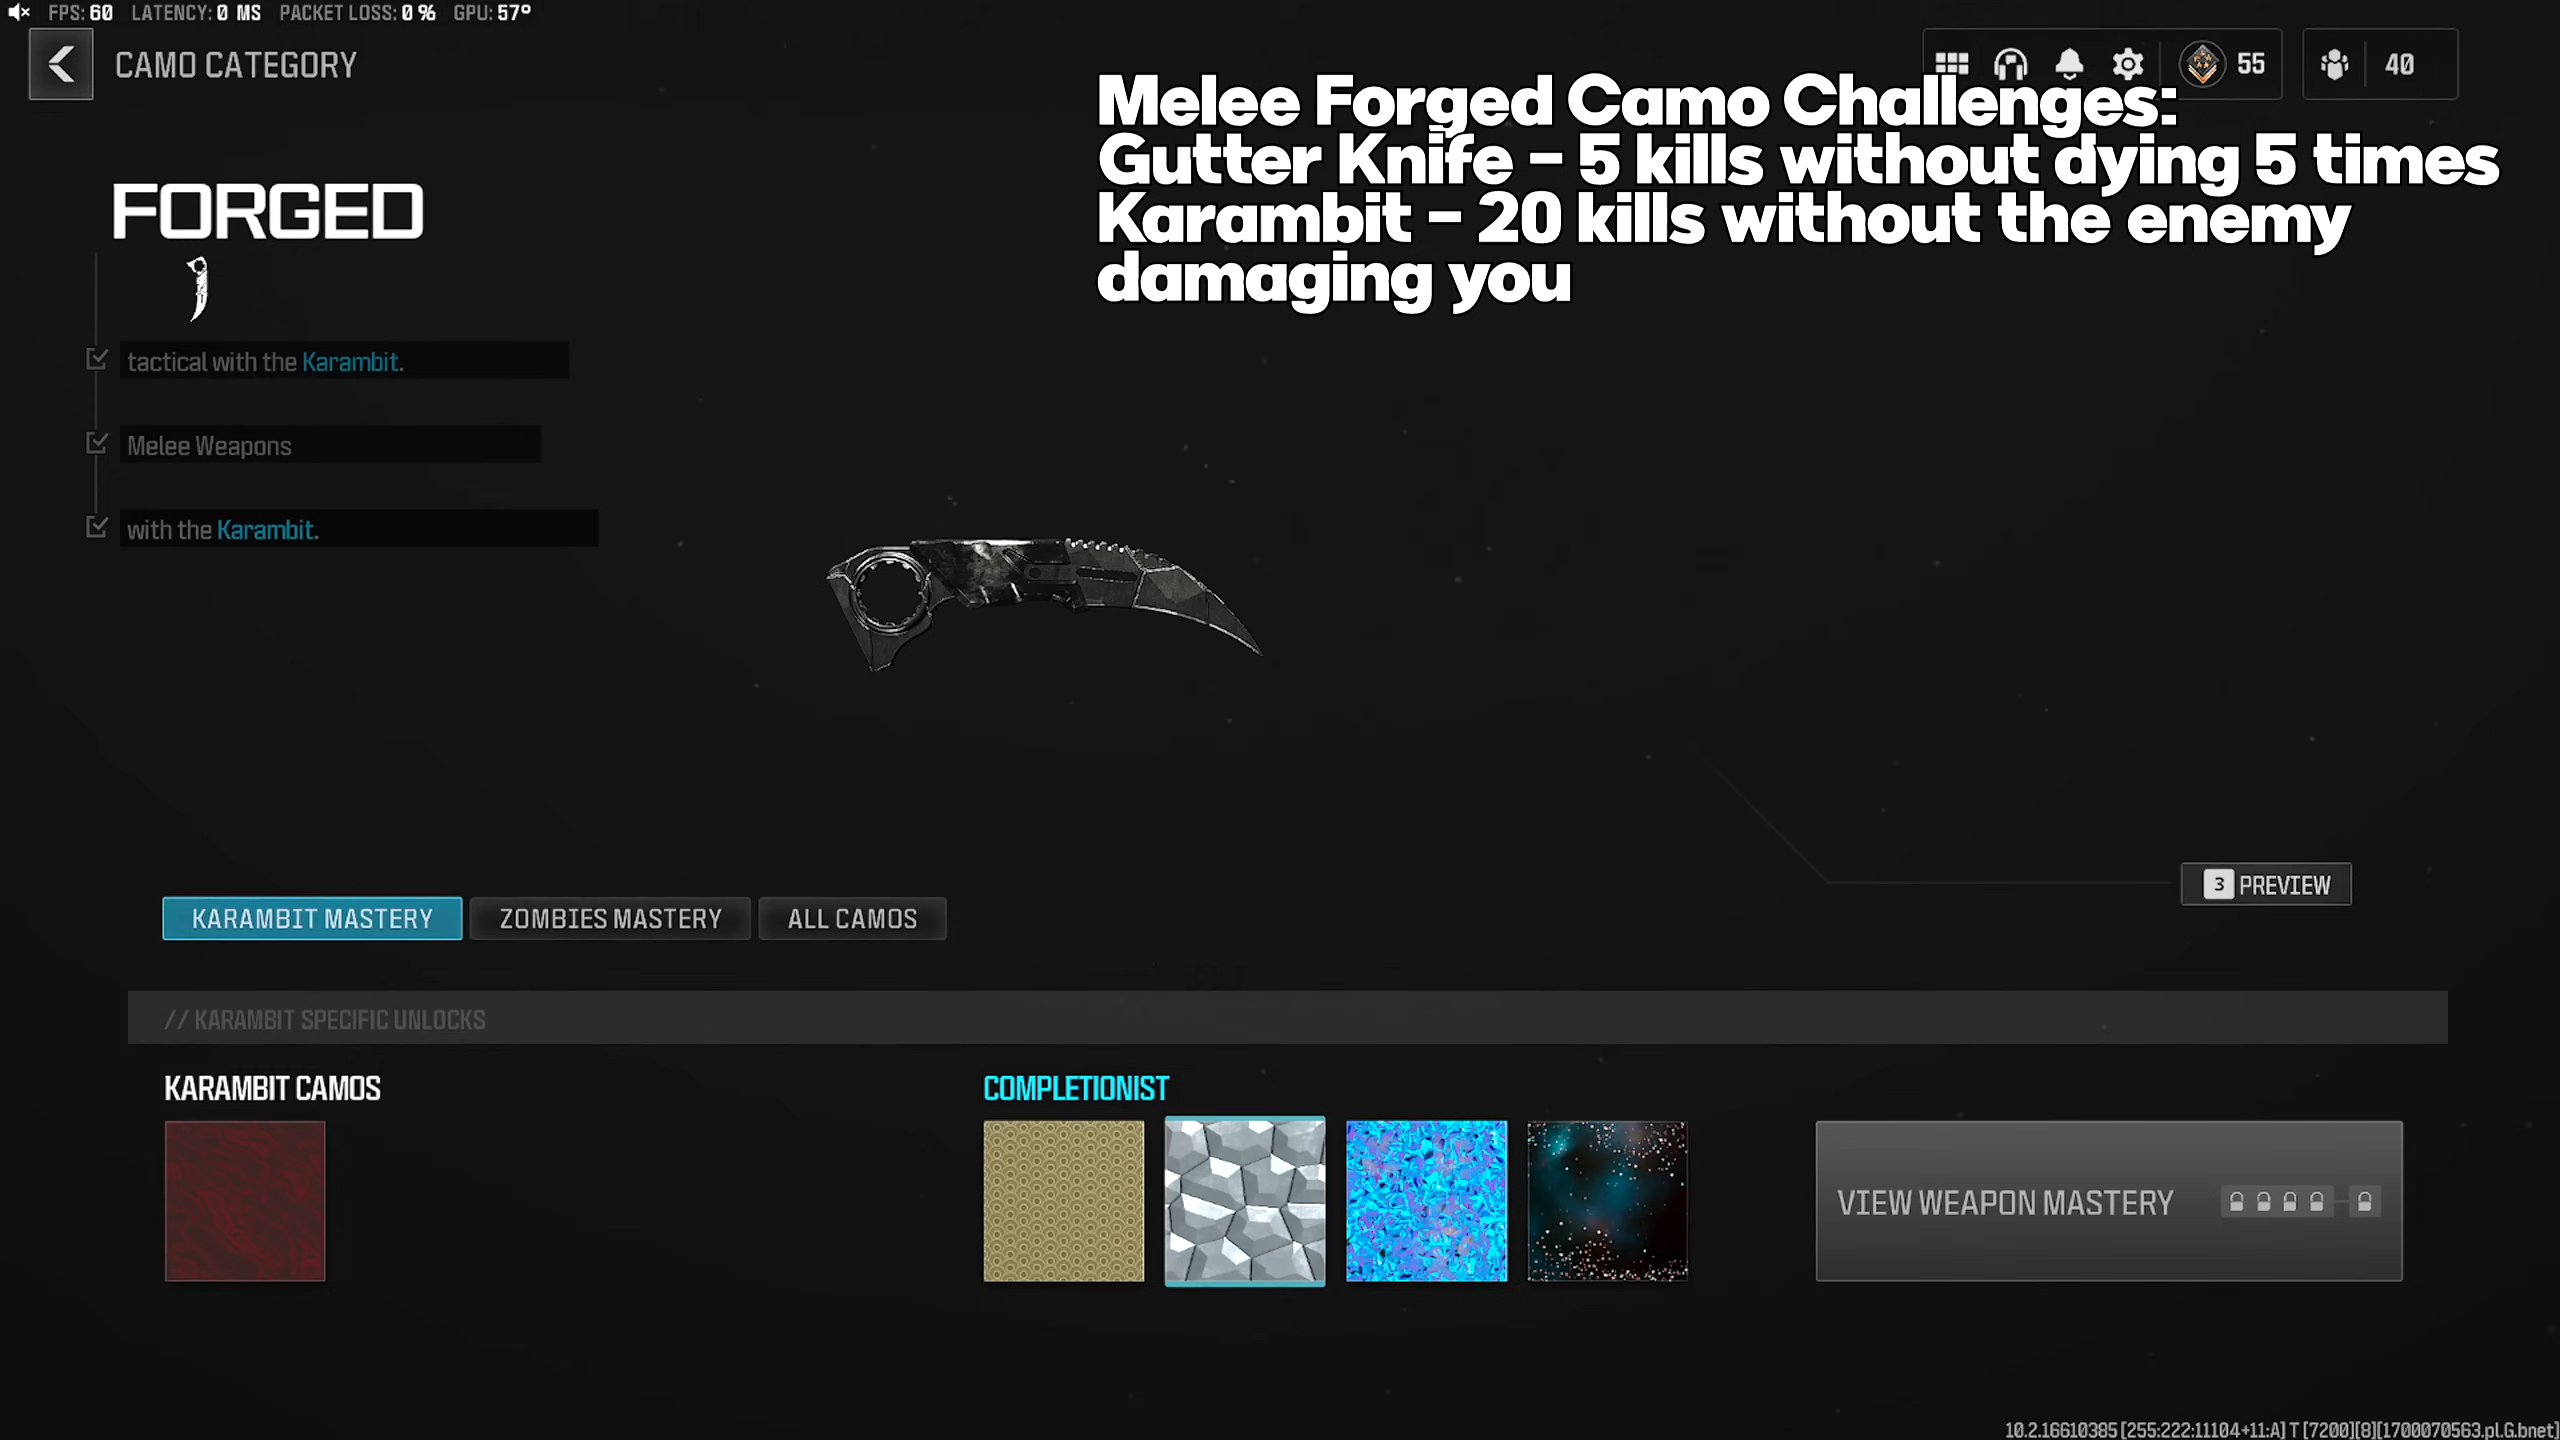 FPS: 60 LATENCY: 0 MS PACKET LOSS: 0 % GPU: 57°
CAMO CATEGORY
55
40
Melee Forged Camo Challenges:
Gutter Knife – 5 kills without dying 5 times
Karambit – 20 kills without the enemy
damaging you
FORGED
tactical with the Karambit.
Melee Weapons
with the Karambit.
3 PREVIEW
KARAMBIT MASTERY ZOMBIES MASTERY ALL CAMOS
// KARAMBIT SPECIFIC UNLOCKS
KARAMBIT CAMOS
COMPLETIONIST
VIEW WEAPON MASTERY
10.2.16610385 [255:222:11104+11:A] T [7200][8][1700070563.pl.G.bnet]